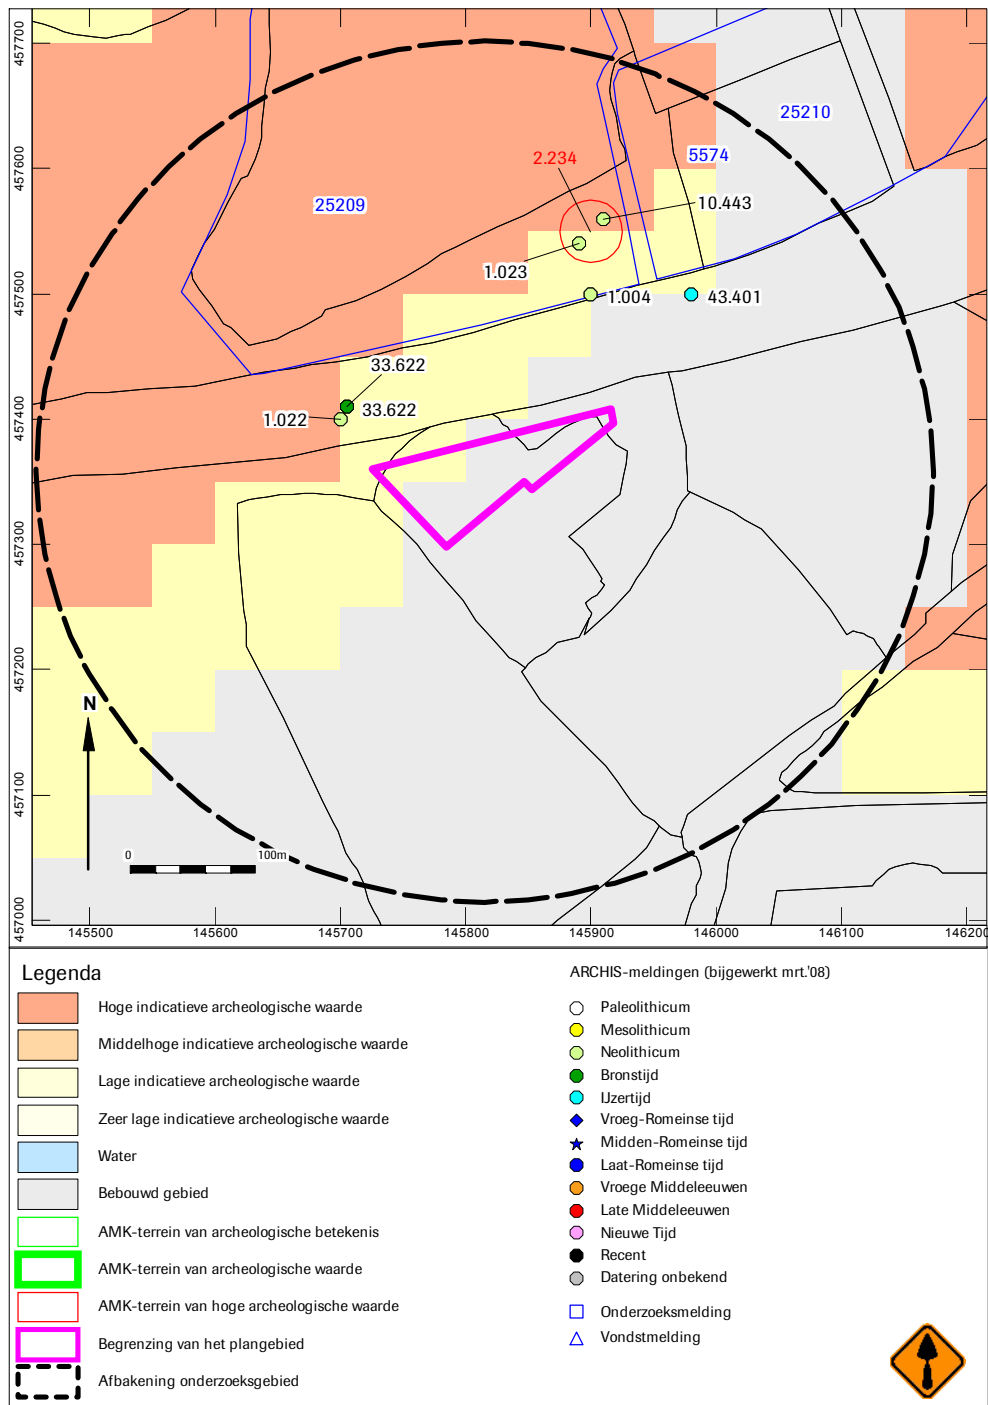 457700
457600
457500
457400
457300
457200
457100
457000
25210
5574
2.234
25209
10.443
1.023
1.004
43.401
33.622
33.622
1.022
N
0
100m
145500
145600
145700
145800
145900
146000
146100
146200
Legenda
Hoge indicatieve archeologische waarde
Middelhoge indicatieve archeologische waarde
Lage indicatieve archeologische waarde
Zeer lage indicatieve archeologische waarde
Water
Bebouwd gebied
AMK-terrein van archeologische betekenis
AMK-terrein van archeologische waarde
AMK-terrein van hoge archeologische waarde
Begrenzing van het plangebied
Afbakening onderzoeksgebied
ARCHIS-meldingen (bijgewerkt mrt.'08)
Paleolithicum
Mesolithicum
Neolithicum
Bronstijd
IJzertijd
Vroeg-Romeinse tijd
Midden-Romeinse tijd
Laat-Romeinse tijd
Vroege Middeleeuwen
Late Middeleeuwen
Nieuwe Tijd
Recent
Datering onbekend
Onderzoeksmelding
Vondstmelding